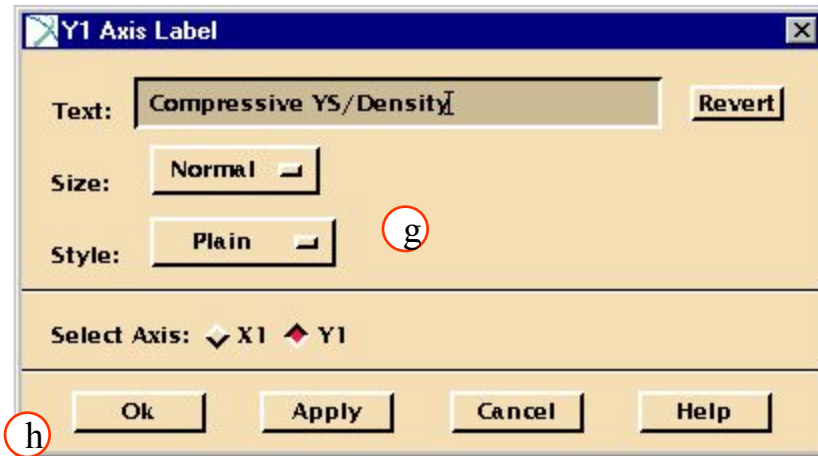 Y1 Axis Label
Text: Compressive YS/Density Revert
Size: Normal
g
Style: Plain
Select Axis: X1 Y1
Ok Apply Cancel Help
h